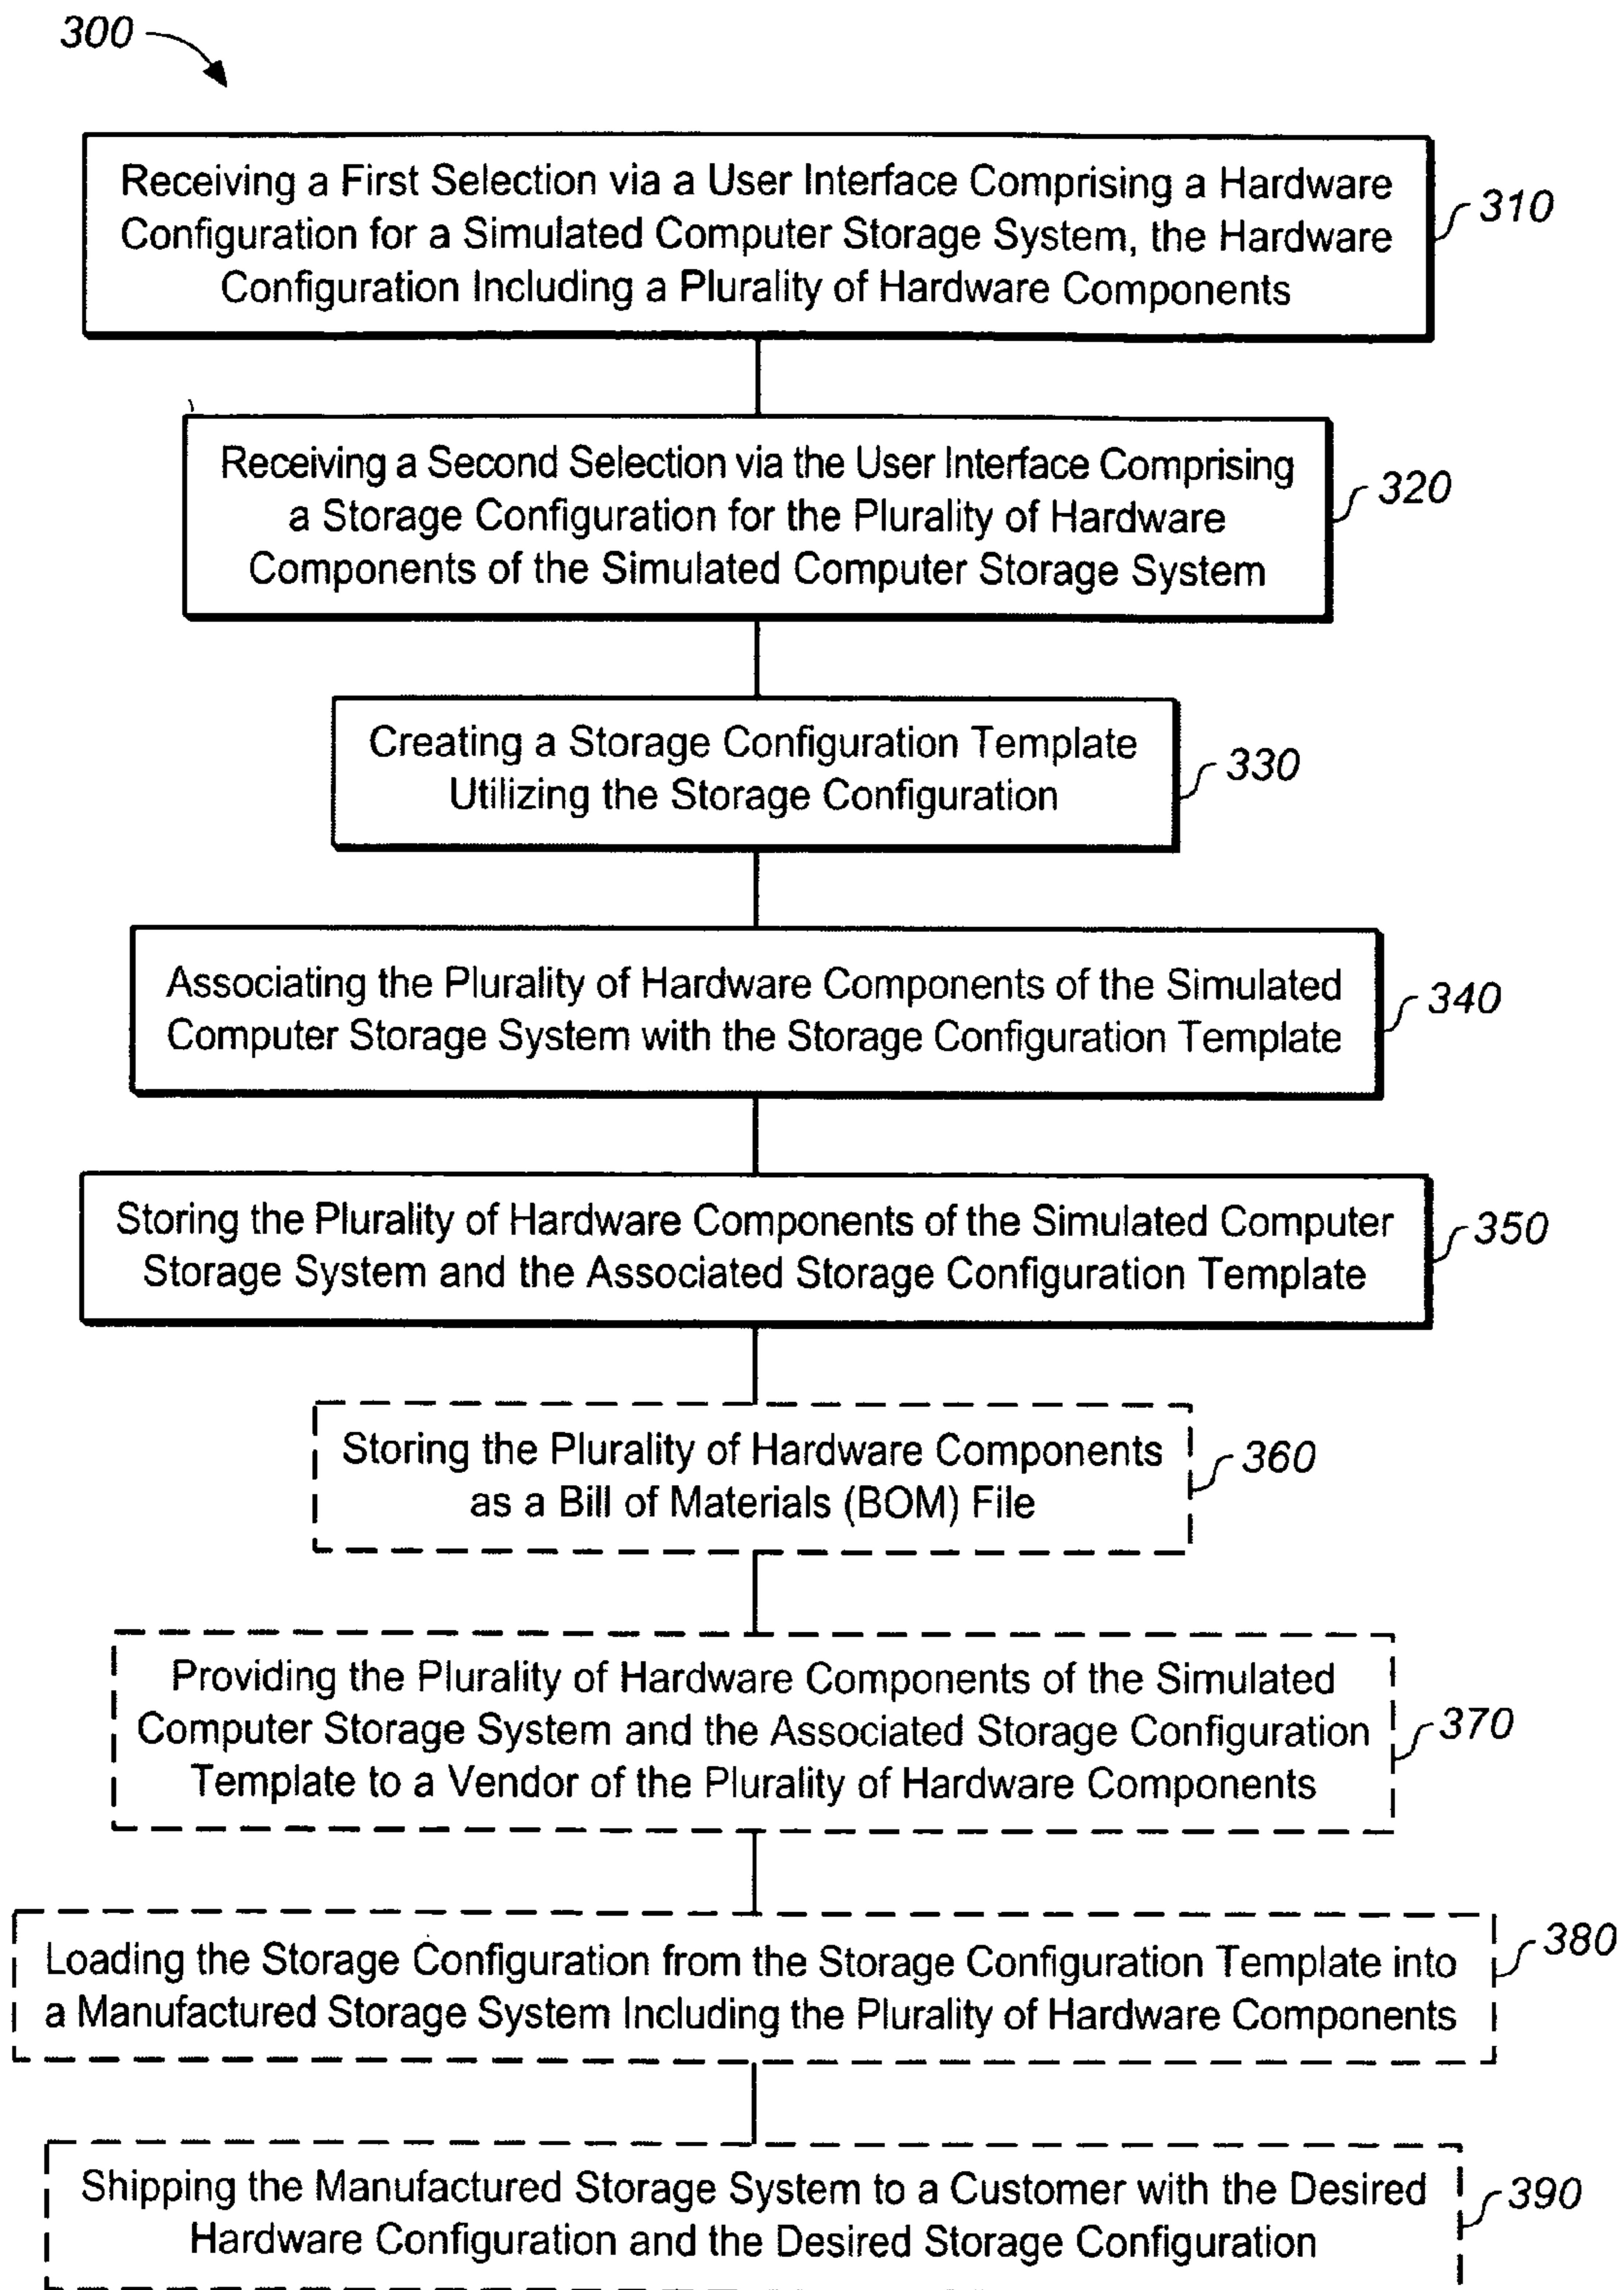 300
Receiving a First Selection via a User Interface Comprising a Hardware
Configuration for a Simulated Computer Storage System, the Hardware
Configuration Including a Plurality of Hardware Components
310
Receiving a Second Selection via the User Interface Comprising
a Storage Configuration for the Plurality of Hardware
Components of the Simulated Computer Storage System
320
Creating a Storage Configuration Template
Utilizing the Storage Configuration
330
Associating the Plurality of Hardware Components of the Simulated
Computer Storage System with the Storage Configuration Template
340
Storing the Plurality of Hardware Components of the Simulated Computer
Storage System and the Associated Storage Configuration Template
350
Storing the Plurality of Hardware Components
as a Bill of Materials (BOM) File
360
Providing the Plurality of Hardware Components of the Simulated
Computer Storage System and the Associated Storage Configuration
Template to a Vendor of the Plurality of Hardware Components
370
Loading the Storage Configuration from the Storage Configuration Template into
a Manufactured Storage System Including the Plurality of Hardware Components
380
Shipping the Manufactured Storage System to a Customer with the Desired
Hardware Configuration and the Desired Storage Configuration
390